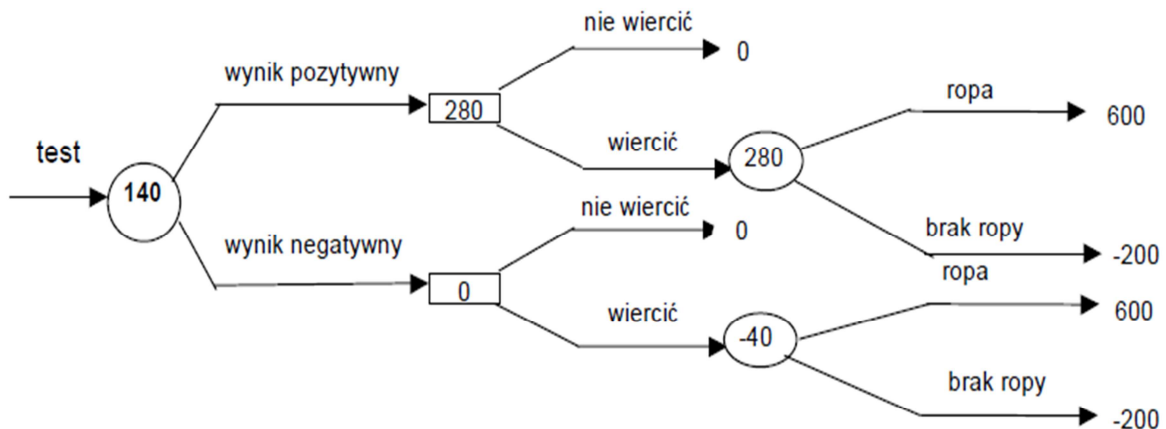 nie wiercić
0
wynik pozytywny
ropa
280
600
wiercić
test
280
140
nie wiercić
0
wynik negatywny
brak ropy
-200
ropa
0
wiercić
600
-40
brak ropy
-200